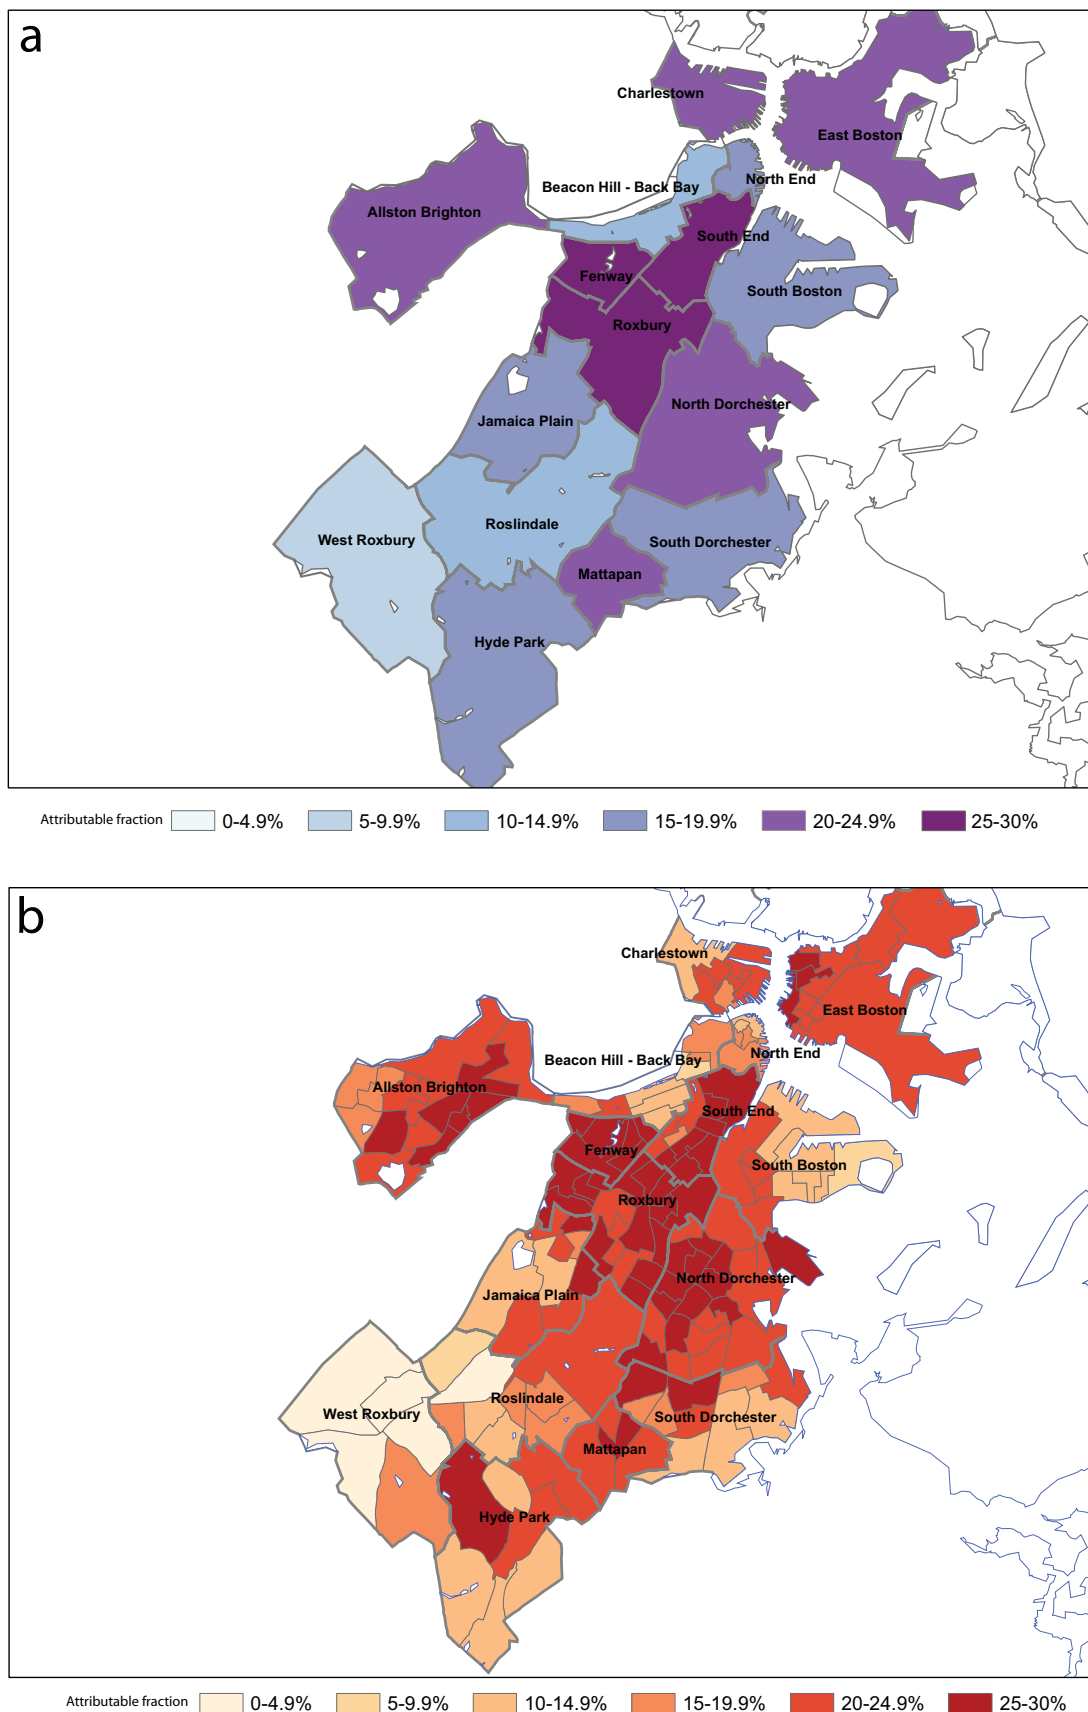 a
Charlestown
East Boston
North End
Beacon Hill - Back Bay
Allston Brighton
South End
Fenway
South Boston
Roxbury
North Dorchester
Jamaica Plain
Roslindale
West Roxbury
South Dorchester
Mattapan
Hyde Park
Attributable fraction 0-4.9% 5-9.9% 10-14.9% 15-19.9% 20-24.9% 25-30%
b
Charlestown
East Boston
North End
Beacon Hill - Back Bay
Allston Brighton
South End
Fenway
South Boston
Roxbury
North Dorchester
Jamaica Plain
Roslindale
West Roxbury
South Dorchester
Mattapan
Hyde Park
Attributable fraction 0-4.9% 5-9.9% 10-14.9% 15-19.9% 20-24.9% 25-30%